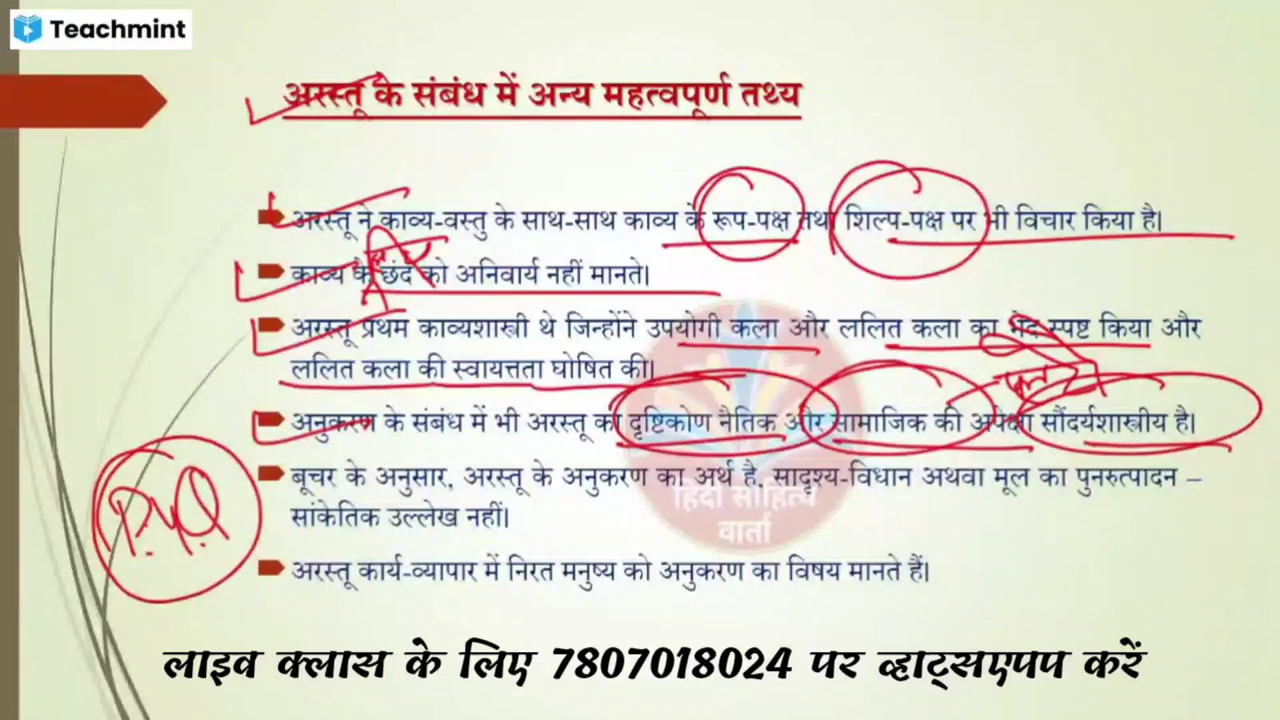 Teachmint
अरस्तू के संबंध में अन्य महत्वपूर्ण तथ्य
अरस्तू ने काव्य-वस्तु के साथ-साथ काव्य के रूप-पक्ष तथा शिल्प-पक्ष पर भी विचार किया है।
काव्य के छंद को अनिवार्य नहीं मानते।
अरस्तू प्रथम काव्यशास्त्री थे जिन्होंने उपयोगी कला और ललित कला का भेद स्पष्ट किया और
ललित कला की स्वायत्तता घोषित की।
अनुकरण के संबंध में भी अरस्तू का दृष्टिकोण नैतिक और सामाजिक की अपेक्षा सौंदर्यशास्त्रीय है।
बूचर के अनुसार, अरस्तू के अनुकरण का अर्थ है, सादृश्य-विधान अथवा मूल का पुनरुत्पादन –
सांकेतिक उल्लेख नहीं।
अरस्तू कार्य-व्यापार में निरत मनुष्य को अनुकरण का विषय मानते हैं।
P.Y.Q
हिंदी साहित्य
वार्ता
लाइव क्लास के लिए 7807018024 पर व्हाट्सएपप करें